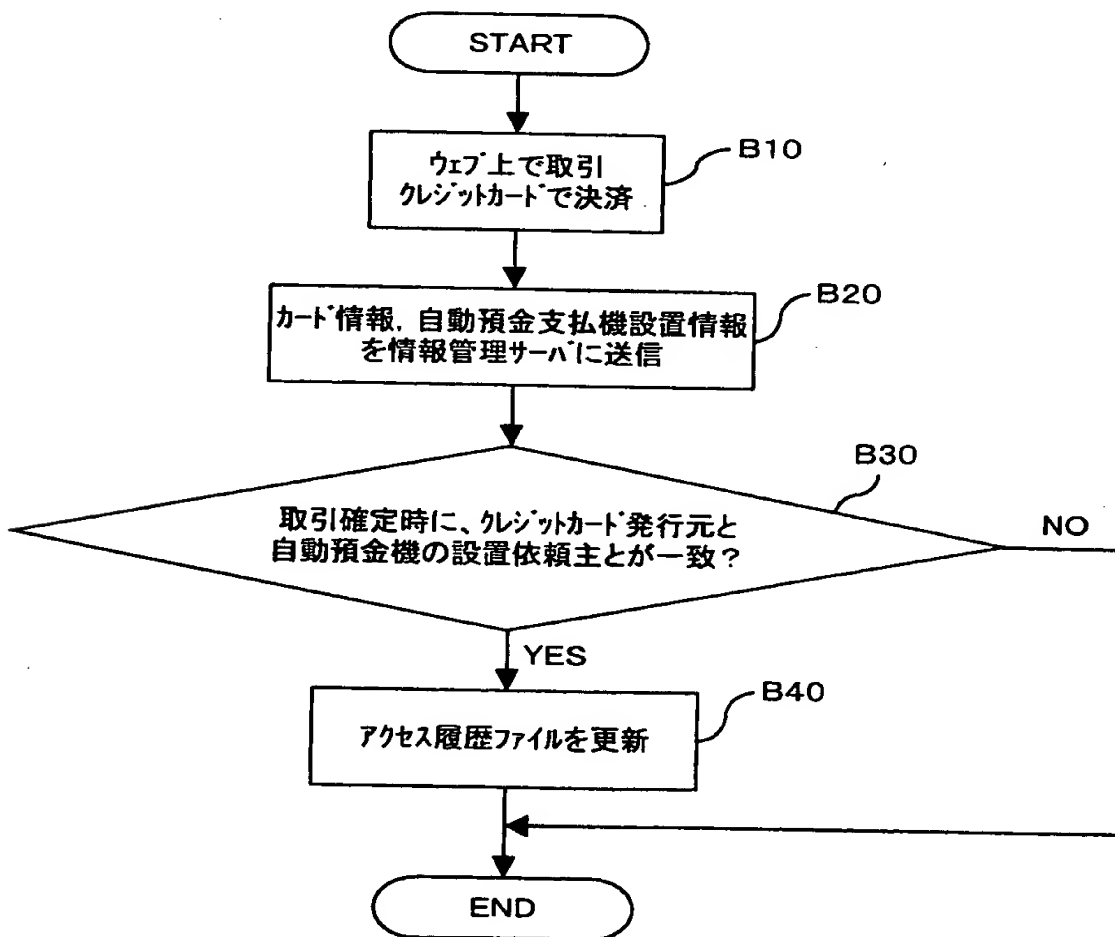 START
ウェブ上で取引
クレジットカードで決済
B10
カード情報, 自動預金支払機設置情報
を情報管理サーバに送信
B20
取引確定時に、クレジットカード発行元と
自動預金機の設置依頼主とが一致?
B30
NO
YES
アクセス履歴ファイルを更新
B40
END